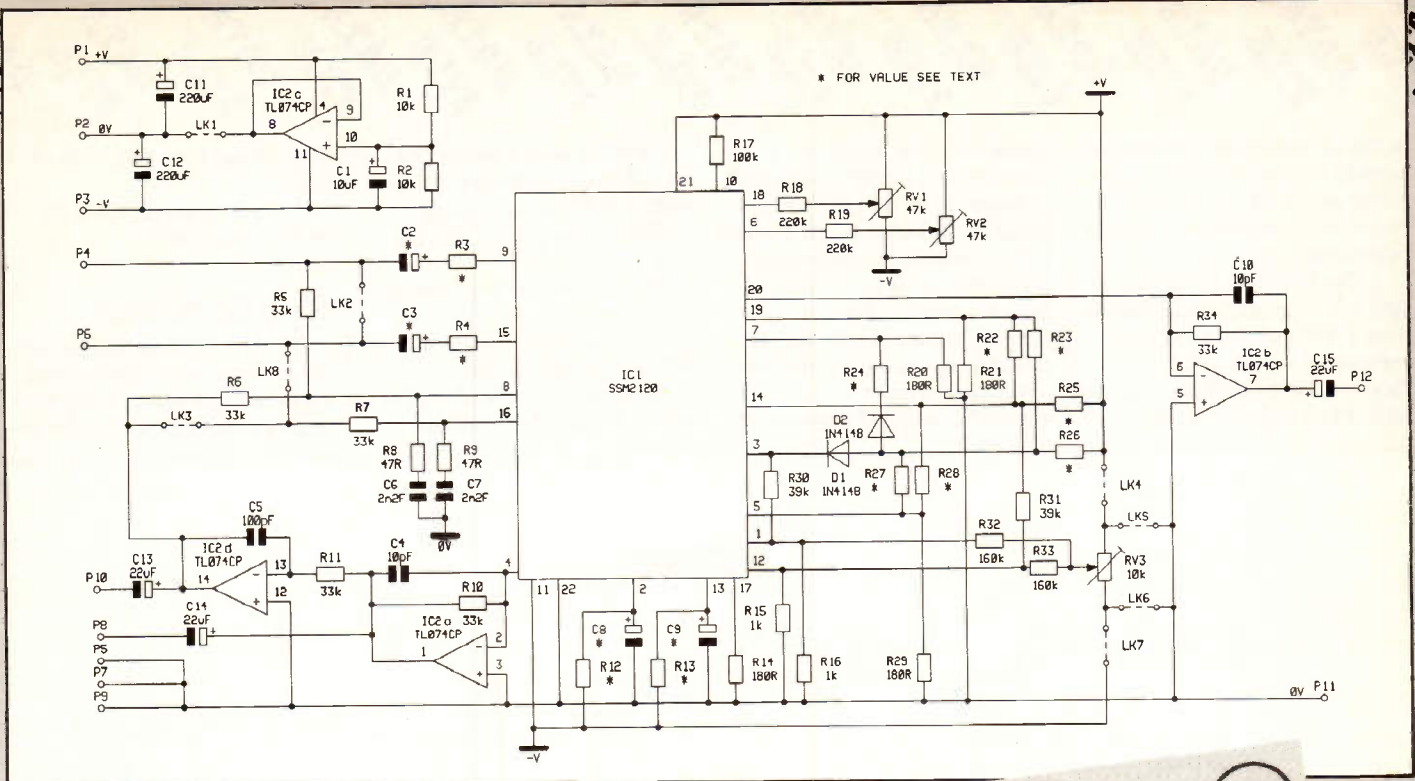 P1 +V
C11
220uF
IC2c
TL074CP
4
9
8
10
11
R1
10k
P2 0V
LK1
C12
220uF
C1
10uF
R2
10k
P3 -V
* FOR VALUE SEE TEXT
+V
R17
100k
21
10
18
R18
220k
RV1
47k
6
R19
220k
RV2
47k
-V
P4
C2
*
R3
*
9
R5
33k
LK2
P6
C3
*
R4
*
15
LK8
R6
33k
8
LK3
R7
33k
16
R8
47R
R9
47R
C6
2n2F
C7
2n2F
0V
IC1
SSM2120
20
19
7
14
3
5
1
12
R24
*
R20
180R
R21
180R
R22
*
R23
*
R25
*
R26
*
D2
1N4148
D1
1N4148
R30
39k
R27
*
R28
*
R31
39k
R32
160k
R33
160k
LK4
LK5
RV3
10k
LK6
LK7
C10
10pF
R34
33k
IC2b
TL074CP
6
5
7
C15
22uF
P12
C5
100pF
IC2d
TL074CP
14
13
12
C13
22uF
P10
R11
33k
C4
10pF
4
R10
33k
C14
22uF
P8
P5
P7
P9
IC2a
TL074CP
1
2
3
11
22
2
13
17
C8
*
R12
*
C9
*
R13
*
R14
180R
R15
1k
R16
1k
R29
180R
0V P11
-V